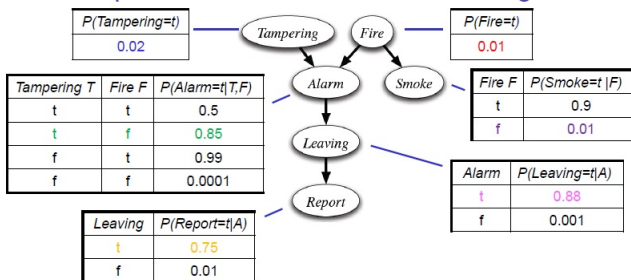 P(Tampering=t)
0.02
Tampering
Fire
P(Fire=t)
0.01
Tampering T Fire F P(Alarm=t|T,F)
t t 0.5
t f 0.85
f t 0.99
f f 0.0001
Alarm
Smoke
Fire F P(Smoke=t |F)
t 0.9
f 0.01
Leaving
Alarm P(Leaving=t|A)
t 0.88
f 0.001
Report
Leaving P(Report=t|A)
t 0.75
f 0.01